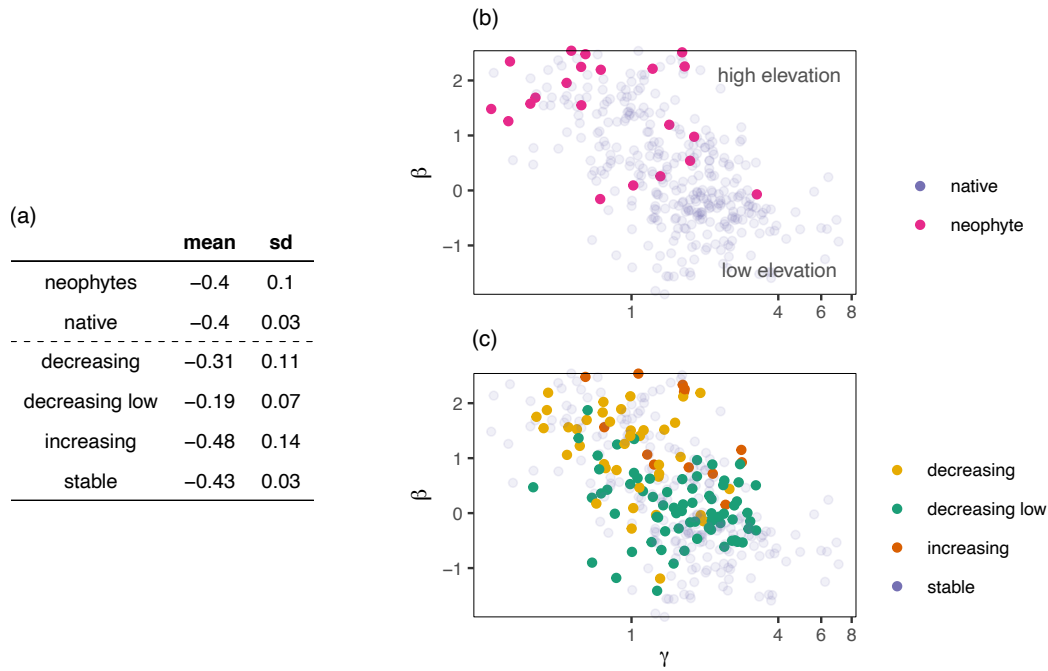 (a)
mean sd
neophytes −0.4 0.1
native −0.4 0.03
decreasing −0.31 0.11
decreasing low −0.19 0.07
increasing −0.48 0.14
stable −0.43 0.03
(b)
β
2
1
0
−1
high elevation
low elevation
1 4 6 8
native
neophyte
(c)
β
2
1
0
−1
1 4 6 8
γ
decreasing
decreasing low
increasing
stable